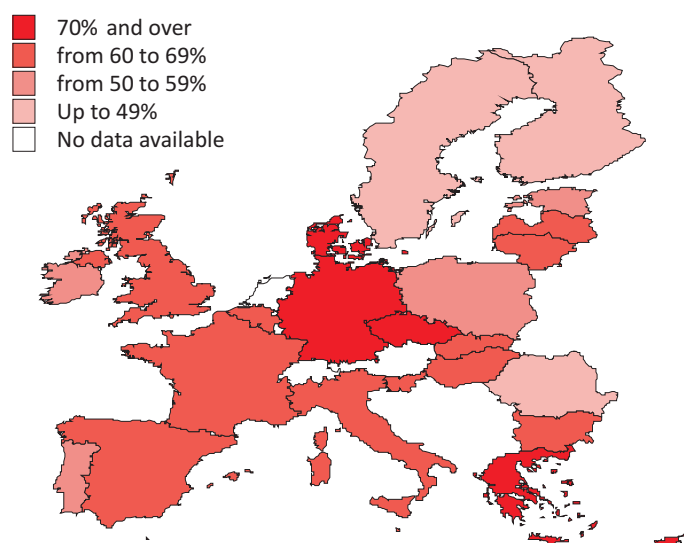 70% and over
from 60 to 69%
from 50 to 59%
Up to 49%
No data available